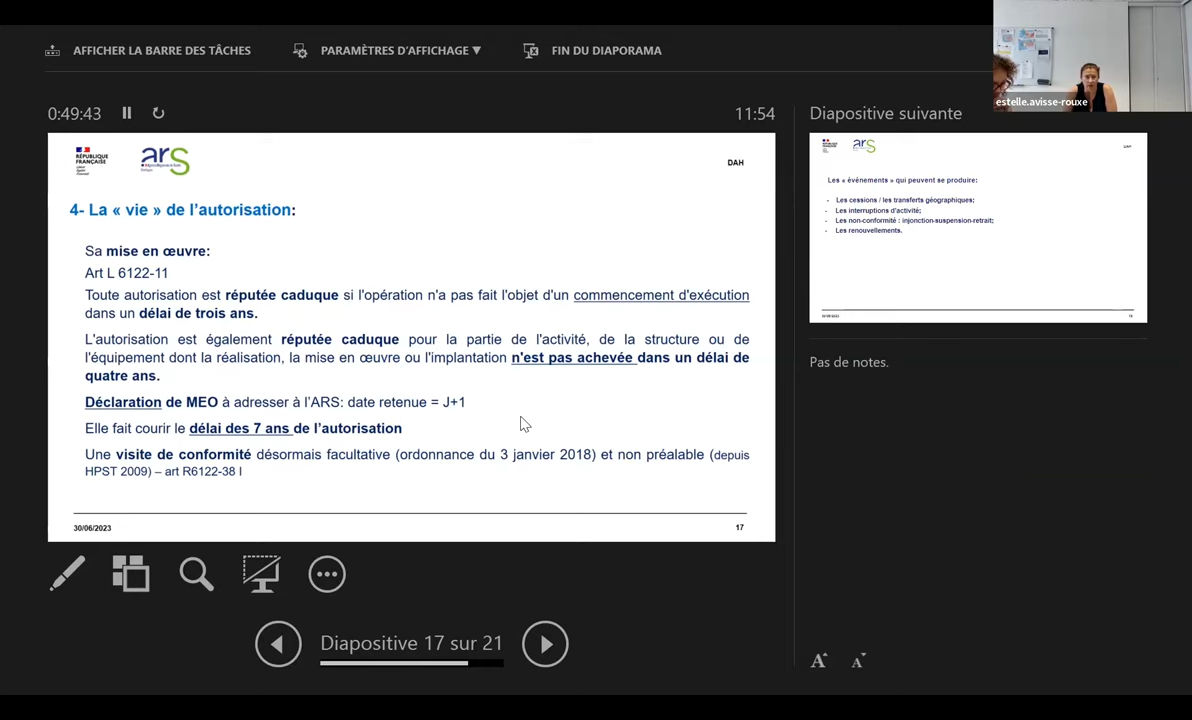 AFFICHER LA BARRE DES TÂCHES
PARAMÈTRES D'AFFICHAGE ▼
FIN DU DIAPORAMA
estelle.avisse-rouxe
0:49:43
11:54
RÉPUBLIQUE
FRANÇAISE
ars
DAH
4- La « vie » de l'autorisation:
Sa mise en œuvre:
Art L 6122-11
Toute autorisation est réputée caduque si l'opération n'a pas fait l'objet d'un commencement d'exécution
dans un délai de trois ans.
L'autorisation est également réputée caduque pour la partie de l'activité, de la structure ou de
l'équipement dont la réalisation, la mise en œuvre ou l'implantation n'est pas achevée dans un délai de
quatre ans.
Déclaration de MEO à adresser à l'ARS: date retenue = J+1
Elle fait courir le délai des 7 ans de l'autorisation
Une visite de conformité désormais facultative (ordonnance du 3 janvier 2018) et non préalable (depuis
HPST 2009) – art R6122-38 I
30/06/2023
17
Diapositive 17 sur 21
Diapositive suivante
ars
DAH
Les « évènements » qui peuvent se produire:
- Les cessions / les transferts géographiques;
- Les interruptions d'activité;
- Les non-conformité : injonction-suspension-retrait;
- Les renouvellements.
30/06/2023
18
Pas de notes.
A A